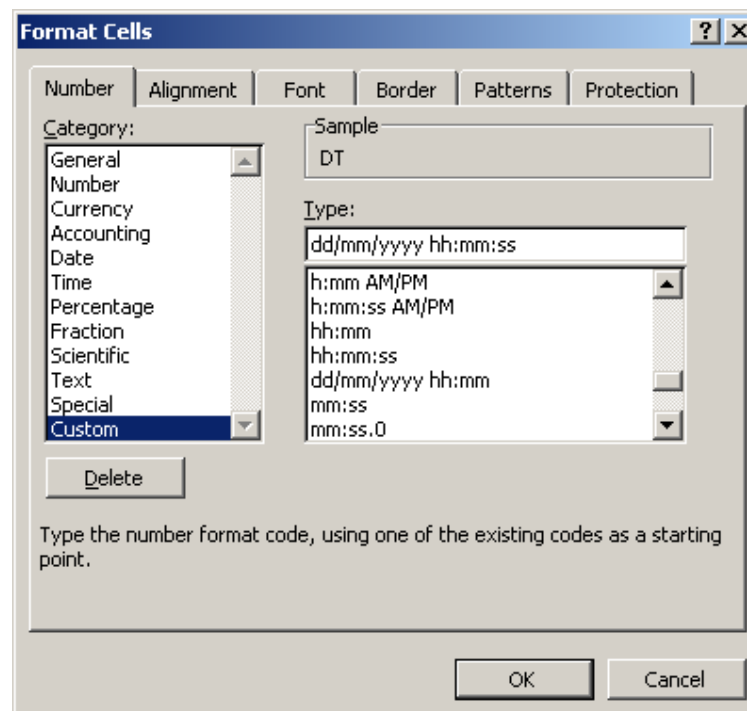 Format Cells
Number Alignment Font Border Patterns Protection
Category:
General
Number
Currency
Accounting
Date
Time
Percentage
Fraction
Scientific
Text
Special
Custom
Sample
DT
Type:
dd/mm/yyyy hh:mm:ss
h:mm AM/PM
h:mm:ss AM/PM
hh:mm
hh:mm:ss
dd/mm/yyyy hh:mm
mm:ss
mm:ss.0
Delete
Type the number format code, using one of the existing codes as a starting
point.
OK Cancel